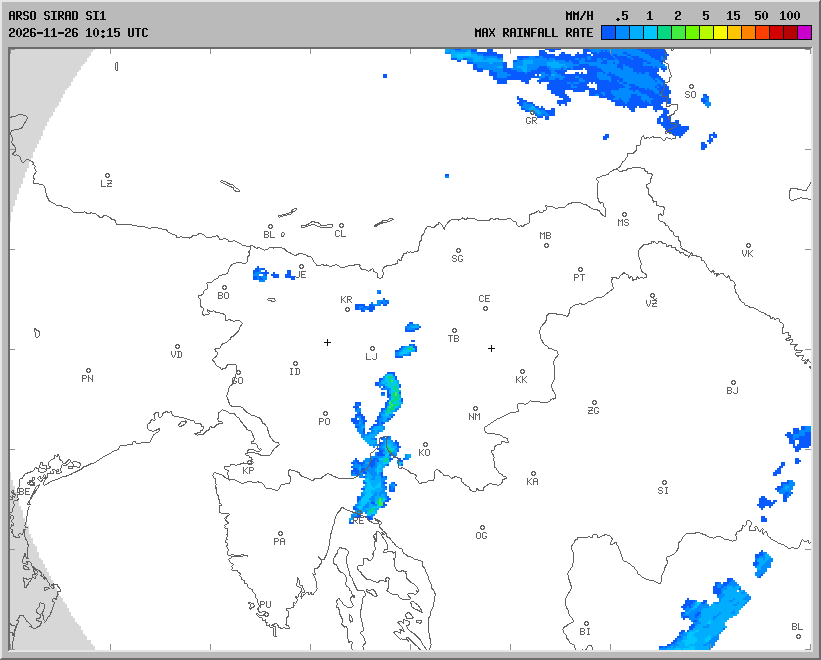 ARSO SIRAD SI1
2026-11-26 10:15 UTC
MM/H .5 1 2 5 15 50 100
MAX RAINFALL RATE
SO
GR
LZ
MS
BL
CL
MB
VK
SG
JE
PT
BO
KR
CE
VZ
TB
VD
LJ
ID
PN
GO
KK
BJ
PO
NM
ZG
KO
KP
KA
BE
SI
RE
OG
PA
PU
BI
BL